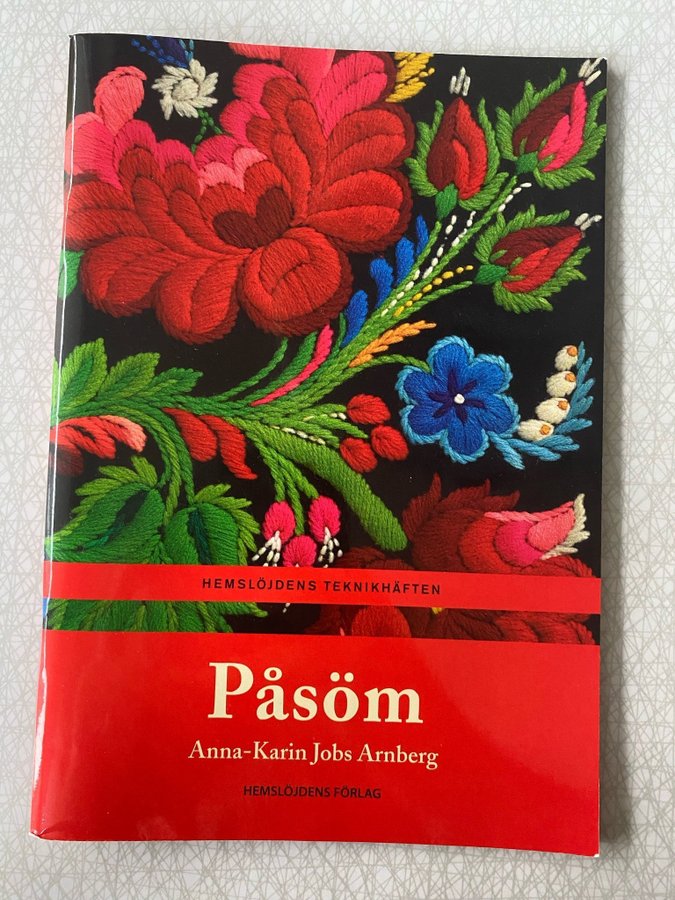 HEMSLÖJDENS TEKNIKHÄFTEN
Påsöm
Anna-Karin Jobs Arnberg
HEMSLÖJDENS FÖRLAG